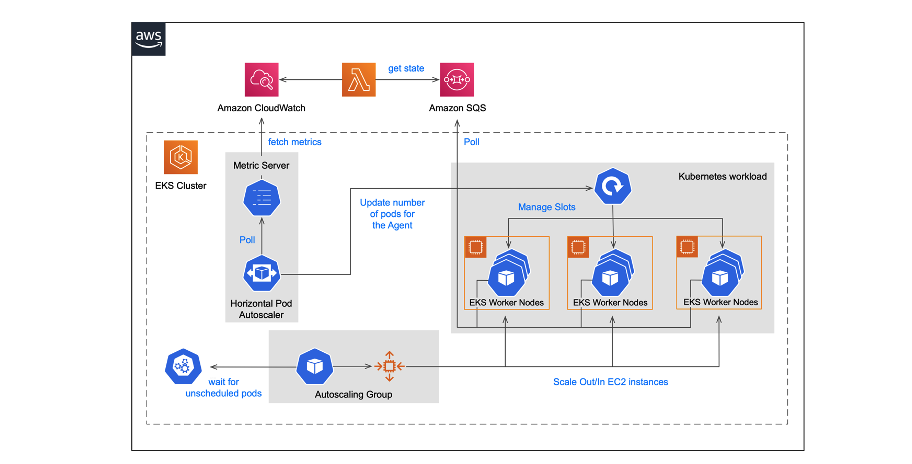 aws
get state
Amazon CloudWatch
Amazon SQS
fetch metrics
Poll
EKS Cluster
Metric Server
Kubernetes workload
Update number
of pods for
the Agent
Manage Slots
Poll
Horizontal Pod
Autoscaler
EKS Worker Nodes
EKS Worker Nodes
EKS Worker Nodes
wait for
unscheduled pods
Autoscaling Group
Scale Out/In EC2 instances